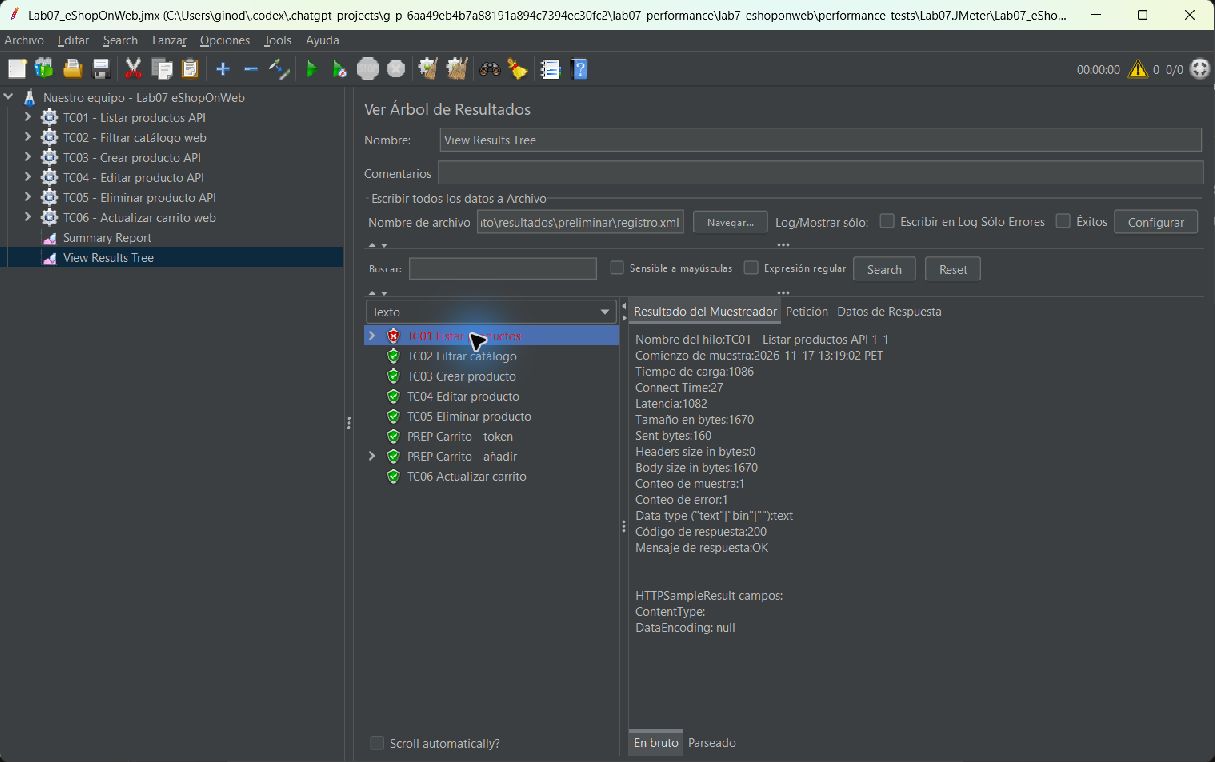 Lab07_eShopOnWeb.jmx (C:\Users\ginod\.codex\.chatgpt-projects\g-p-6aa49eb4b7a88191a894c7394ec30fc2\lab07-performance\lab7-eshoponweb\performance-tests\Lab07.JMeter\Lab07_eSho...
Archivo Editar Search Lanzar Opciones Tools Ayuda
00:00:00 0 0/0
Nuestro equipo - Lab07 eShopOnWeb
TC01 - Listar productos API
TC02 - Filtrar catálogo web
TC03 - Crear producto API
TC04 - Editar producto API
TC05 - Eliminar producto API
TC06 - Actualizar carrito web
Summary Report
View Results Tree
Ver Árbol de Resultados
Nombre: View Results Tree
Comentarios
Escribir todos los datos a Archivo
Nombre de archivo ito\resultados\preliminar\registro.xml Navegar... Log/Mostrar sólo: Escribir en Log Sólo Errores Éxitos Configurar
Buscar: Sensible a mayúsculas Expresión regular Search Reset
Texto
TC01 Listar
TC02 Filtrar catálogo
TC03 Crear producto
TC04 Editar producto
TC05 Eliminar producto
PREP Carrito token
PREP Carrito añadir
TC06 Actualizar carrito
Scroll automatically?
Resultado del Muestreador Petición Datos de Respuesta
Nombre del hilo:TC01 - Listar productos API 1-1
Comienzo de muestra:2026-11-17 13:19:02 PET
Tiempo de carga:1086
Connect Time:27
Latencia:1082
Tamaño en bytes:1670
Sent bytes:160
Headers size in bytes:0
Body size in bytes:1670
Conteo de muestra:1
Conteo de error:1
Data type ("text"|"bin"|""):text
Código de respuesta:200
Mensaje de respuesta:OK
HTTPSampleResult campos:
ContentType:
DataEncoding: null
En bruto Parseado